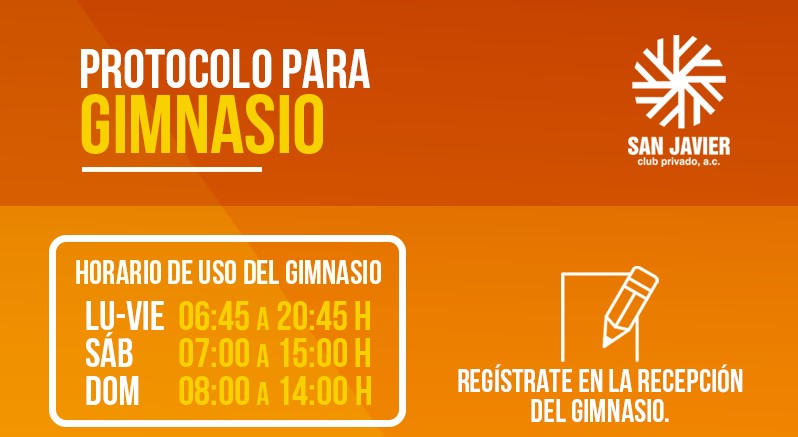 PROTOCOLO PARA
GIMNASIO
SAN JAVIER
club privado, a.c.
HORARIO DE USO DEL GIMNASIO
LU-VIE 06:45 A 20:45 H
SÁB 07:00 A 15:00 H
DOM 08:00 A 14:00 H
REGÍSTRATE EN LA RECEPCIÓN
DEL GIMNASIO.